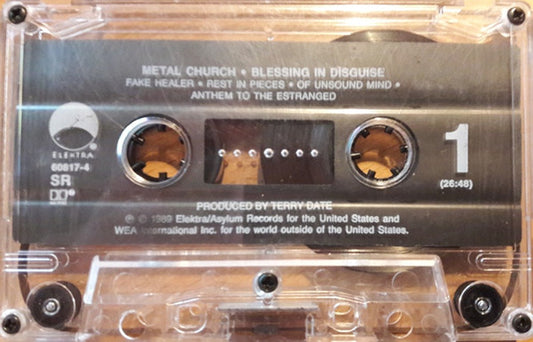 METAL CHURCH • BLESSING IN DISGUISE
FAKE HEALER • REST IN PIECES • OF UNSOUND MIND •
ANTHEM TO THE ESTRANGED
ELEKTRA
60817-4
SR
1
(26:48)
PRODUCED BY TERRY DATE
℗ © 1989 Elektra/Asylum Records for the United States and
WEA International Inc. for the world outside of the United States.